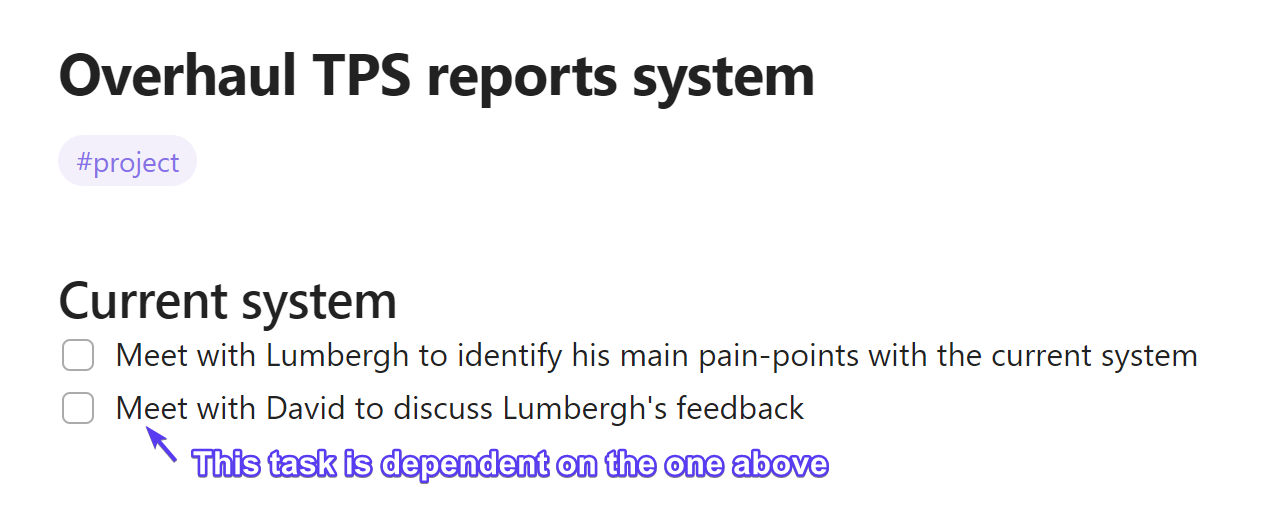 Overhaul TPS reports system
#project
Current system
Meet with Lumbergh to identify his main pain-points with the current system
Meet with David to discuss Lumbergh's feedback
This task is dependent on the one above